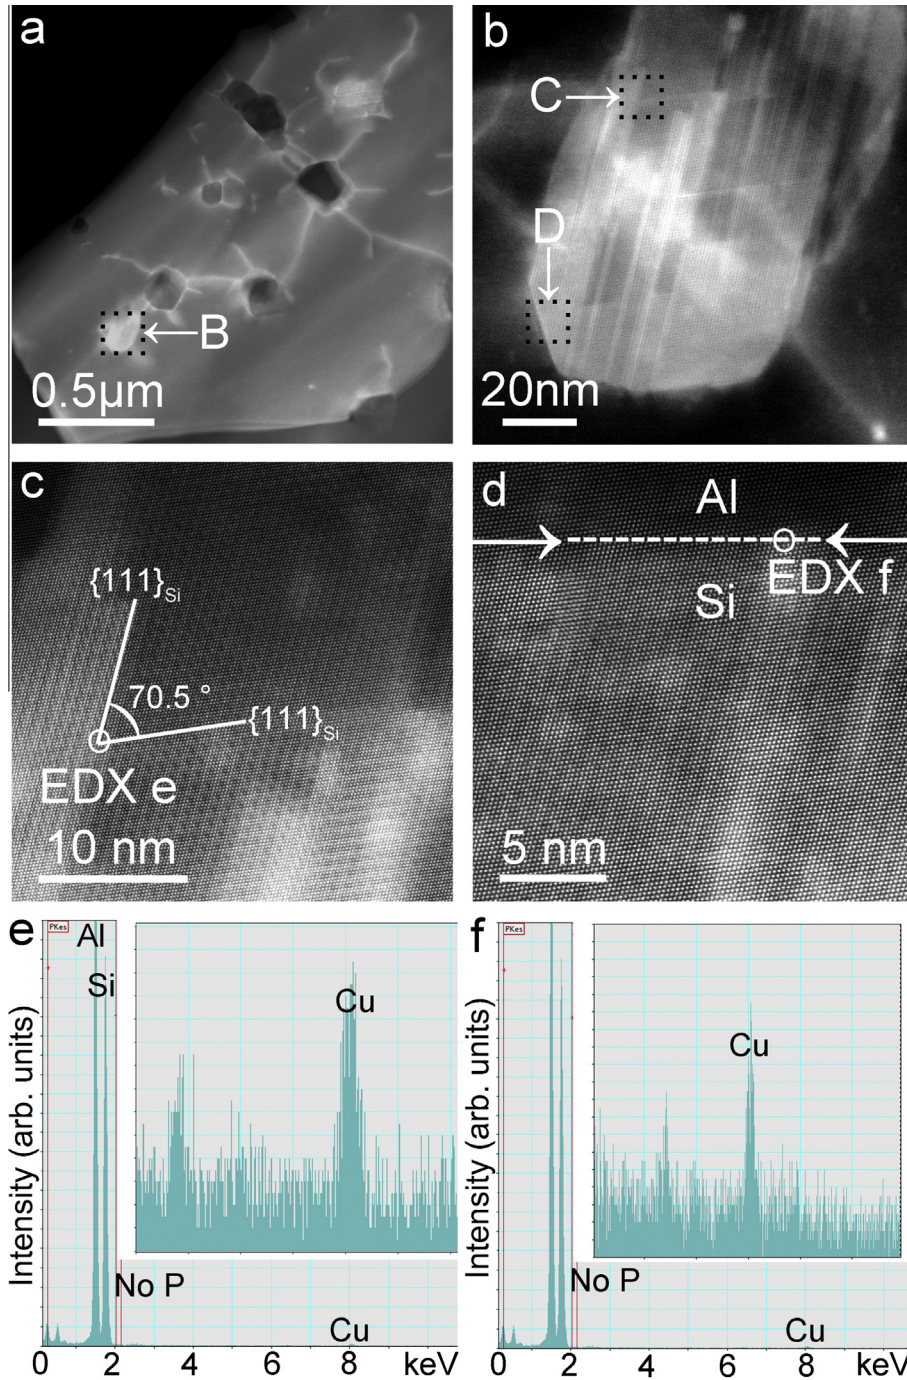 a
B
0.5μm
b
C
D
20nm
c
{111}Si
70.5 °
{111}Si
EDX e
10 nm
d
Al
EDX f
Si
5 nm
e
PKes
Al
Si
Cu
No P
Cu
Intensity (arb. units)
0 2 4 6 8 keV
f
PKes
Cu
No P
Cu
Intensity (arb. units)
0 2 4 6 8 keV